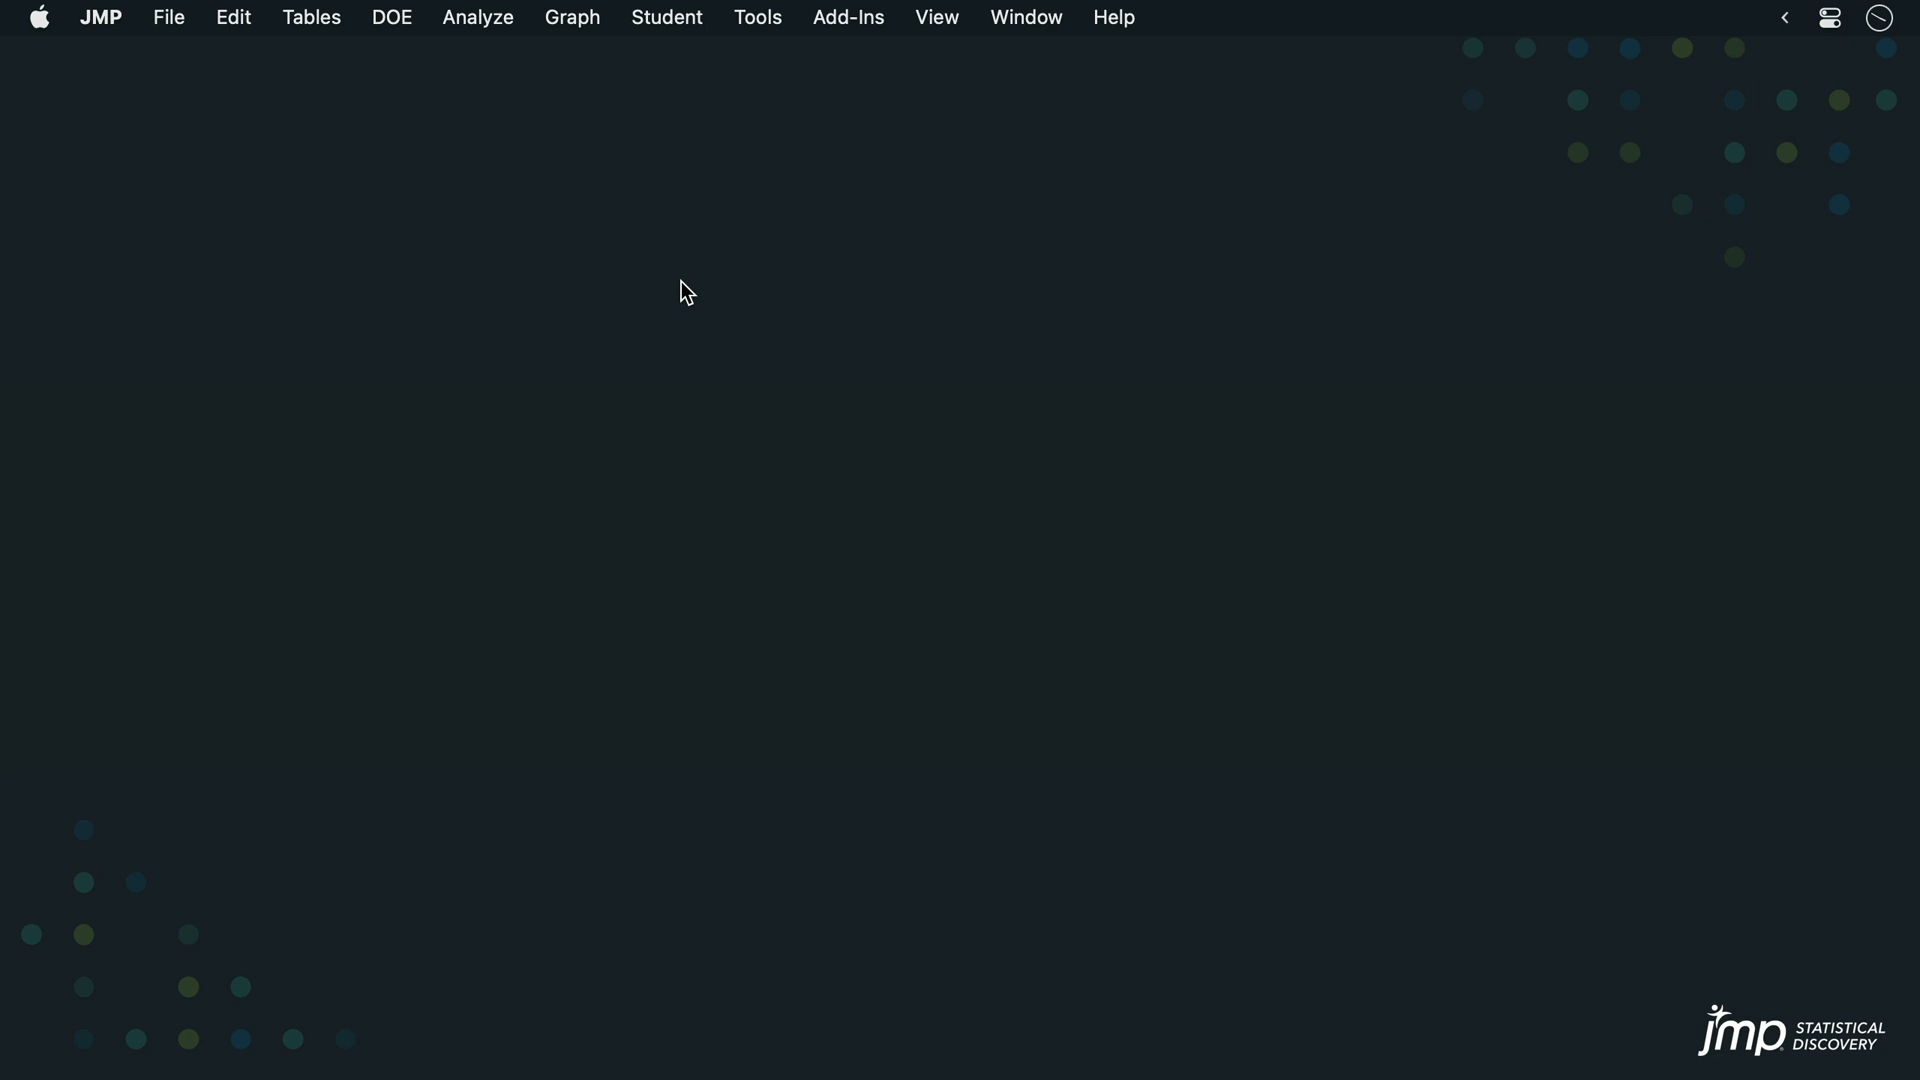 JMP File Edit Tables DOE Analyze Graph Student Tools Add-Ins View Window Help
jmp STATISTICAL
DISCOVERY